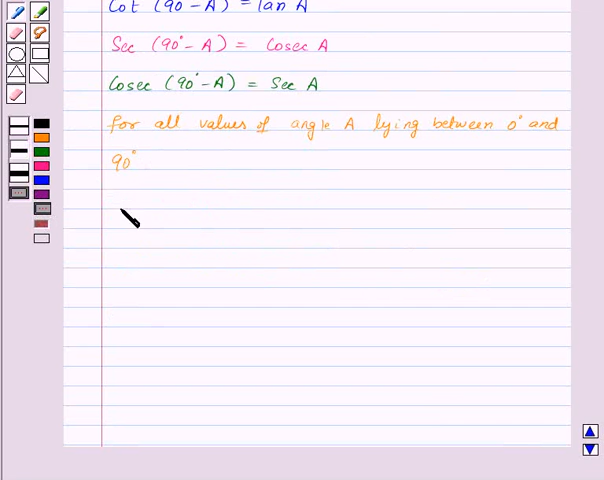 Cot (90 - A) = tan A
Sec (90° - A) = Cosec A
Cosec (90° - A) = Sec A
for all values of angle A lying between 0° and
90°